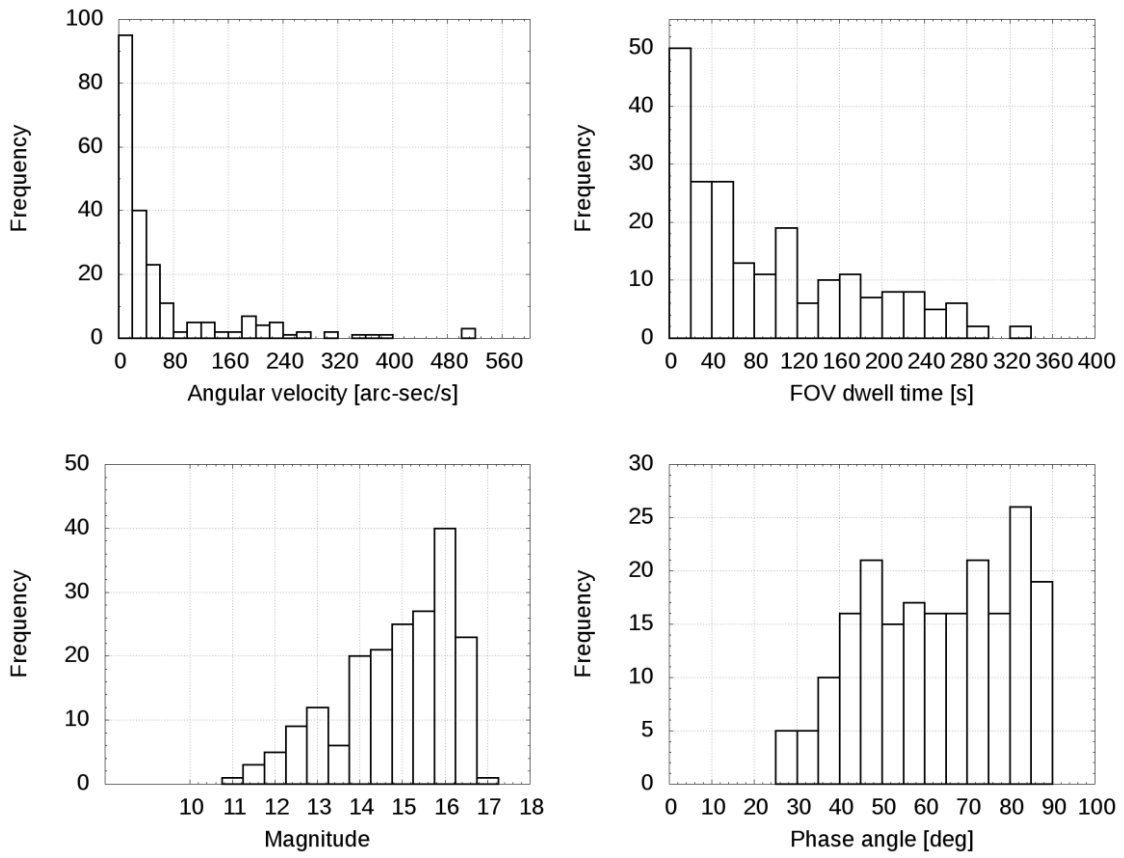 100
80
60
40
20
0
Frequency
0 80 160 240 320 400 560
Angular velocity [arc-sec/s]
50
40
30
20
10
0
Frequency
0 40 80 120 160 200 240 280 320 360 400
FOV dwell time [s]
50
40
30
20
10
0
Frequency
10 11 12 13 14 15 16 17 18
Magnitude
30
25
20
15
10
5
0
Frequency
0 10 20 30 40 50 60 70 80 90 100
Phase angle [deg]